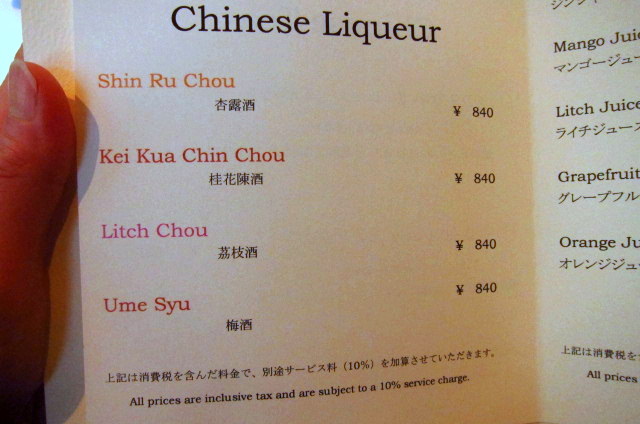 Chinese Liqueur
Shin Ru Chou
杏露酒
¥ 840
Kei Kua Chin Chou
桂花陳酒
¥ 840
Litch Chou
茘枝酒
¥ 840
Ume Syu
梅酒
¥ 840
上記は消費税を含んだ料金で、別途サービス料（10%）を加算させていただきます。
All prices are inclusive tax and are subject to a 10% service charge.
Mango Juic
マンゴージュー
Litch Juice
ライチジュース
Grapefruit
グレープフル
Orange Ju
オレンジジュ
上記は消費税を
All prices